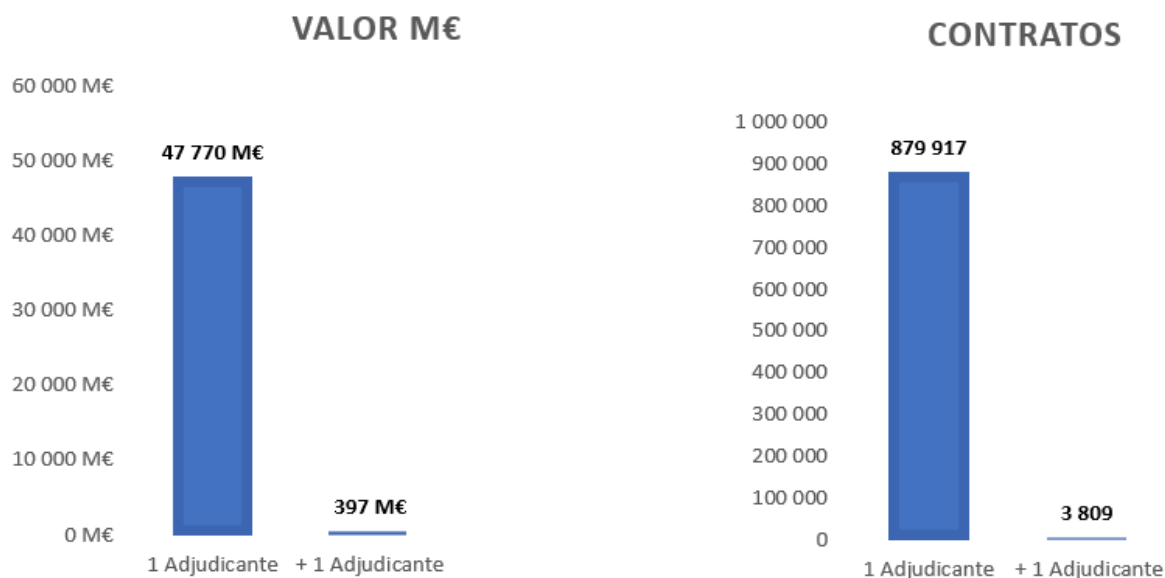 VALOR M€
60 000 M€
50 000 M€
40 000 M€
30 000 M€
20 000 M€
10 000 M€
0 M€
47 770 M€
397 M€
1 Adjudicante
+ 1 Adjudicante
CONTRATOS
1 000 000
900 000
800 000
700 000
600 000
500 000
400 000
300 000
200 000
100 000
0
879 917
3 809
1 Adjudicante
+ 1 Adjudicante